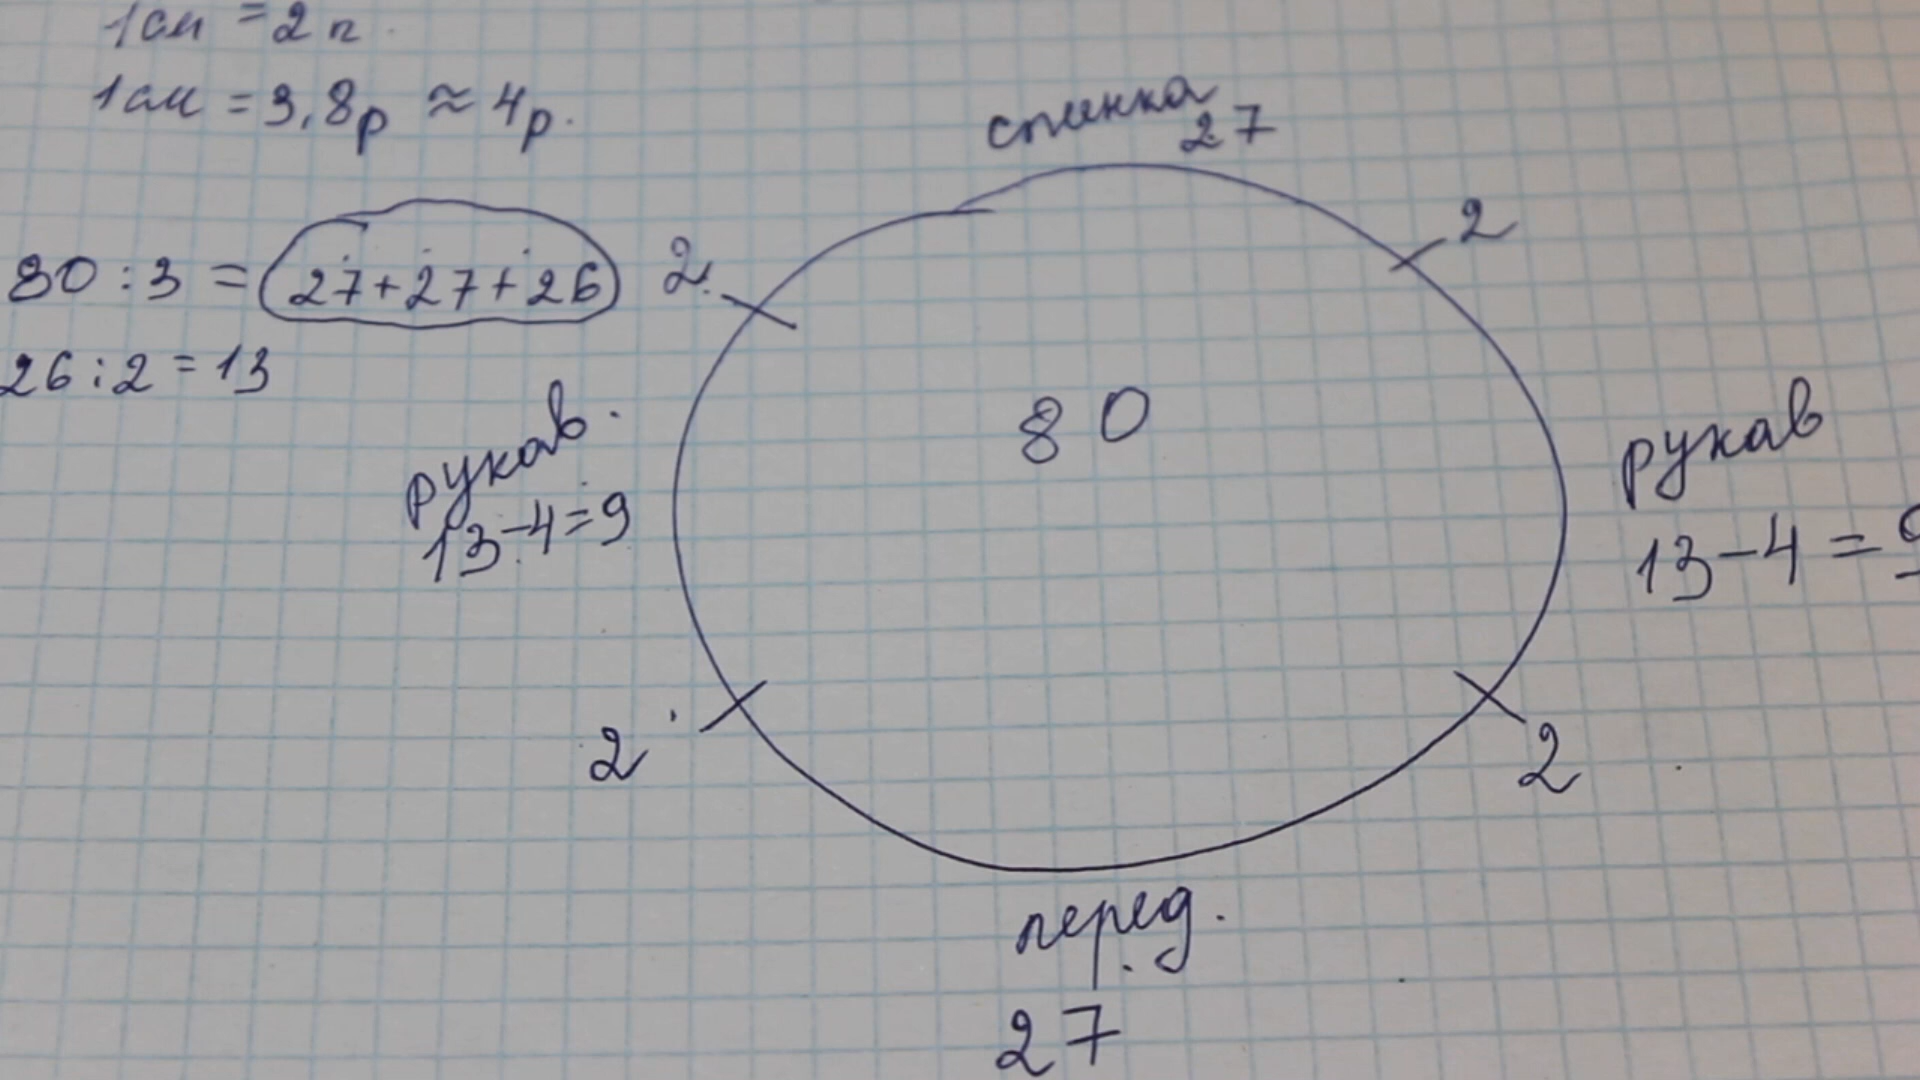 1см = 2п.
1см = 3,8р ≈ 4р.
спинка
27
2
80 : 3 = 27+27+26
2.
26 : 2 = 13
80
рукав.
13-4=9
рукав
13-4=9
2
2
перед.
27